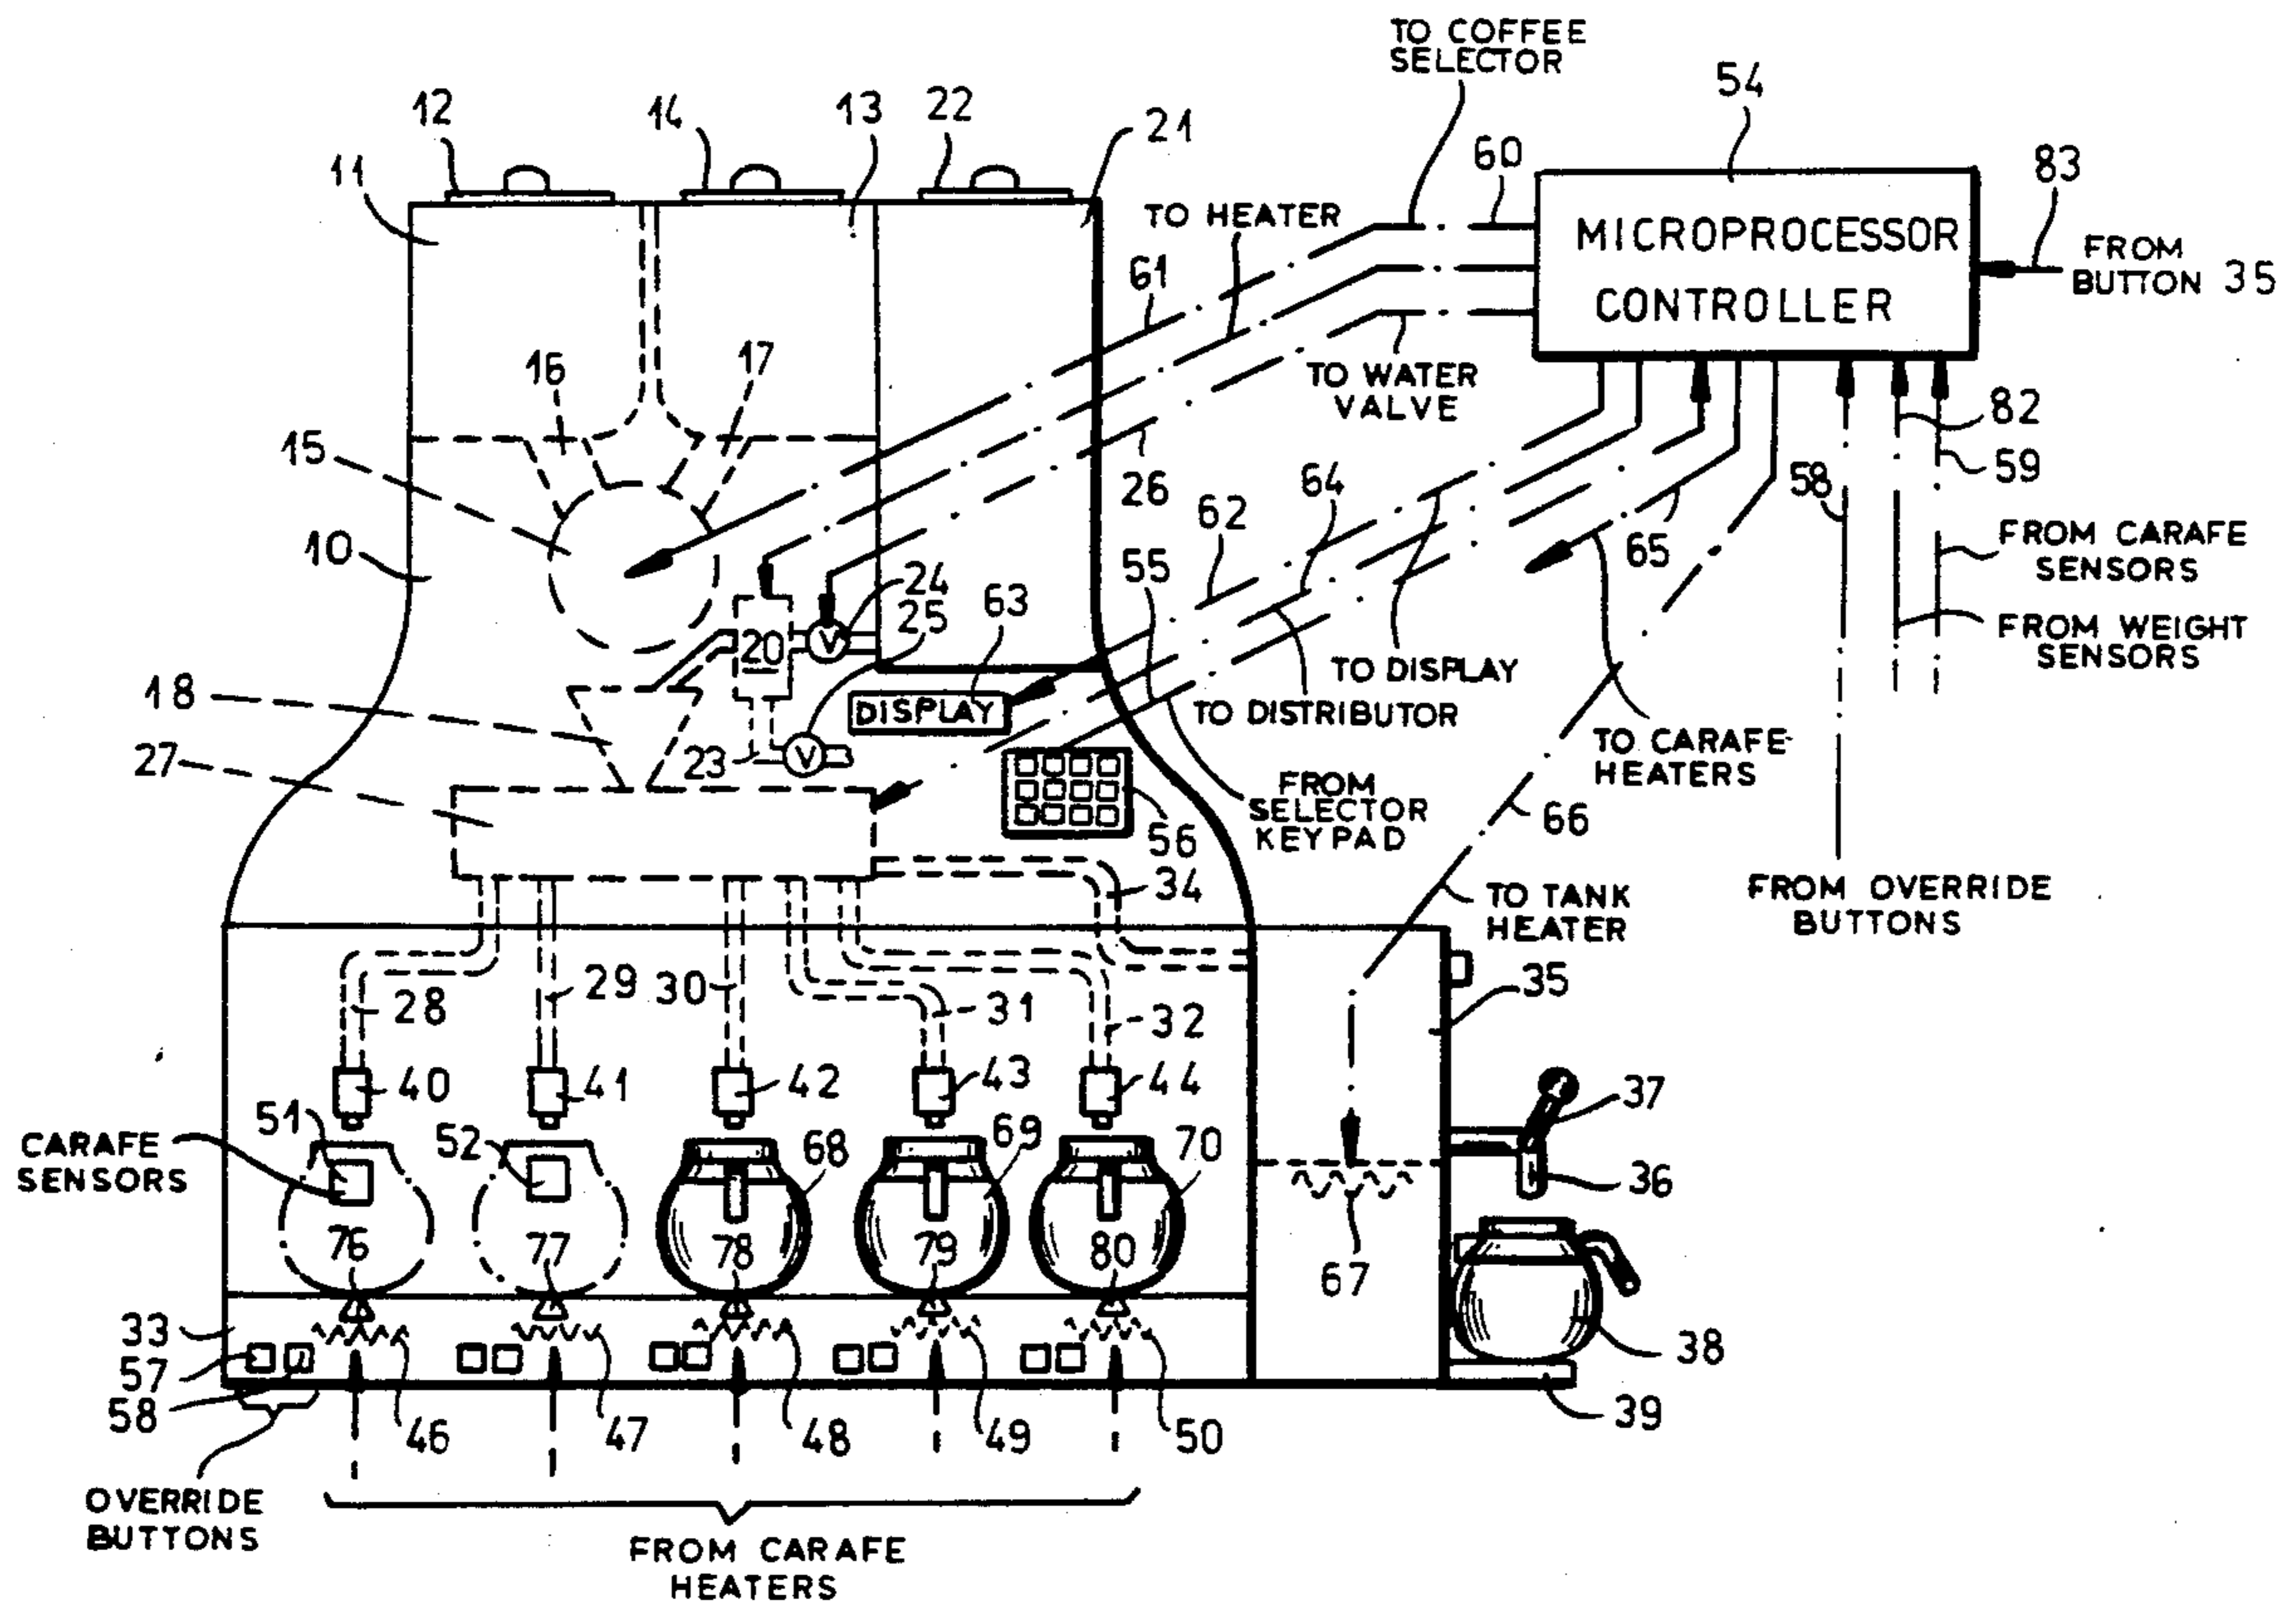 TO COFFEE
SELECTOR
54
12
14
13
22
21
11
60
83
TO HEATER
MICROPROCESSOR
CONTROLLER
FROM
BUTTON 35
61
TO WATER
VALVE
16
17
82
59
15
26
64
58
62
65
FROM CARAFE
SENSORS
10
55
24
63
25
20
V
FROM WEIGHT
SENSORS
18
TO DISPLAY
DISPLAY
TO DISTRIBUTOR
27
23
V
TO CARAFE-
HEATERS
FROM
SELECTOR
KEYPAD
56
66
34
TO TANK
HEATER
FROM OVERRIDE
BUTTONS
28
29
30
31
32
35
40
41
42
43
44
37
51
52
68
69
70
CARAFE
SENSORS
36
76
77
78
79
80
67
33
57
58
38
46
47
48
49
50
39
OVERRIDE
BUTTONS
FROM CARAFE
HEATERS